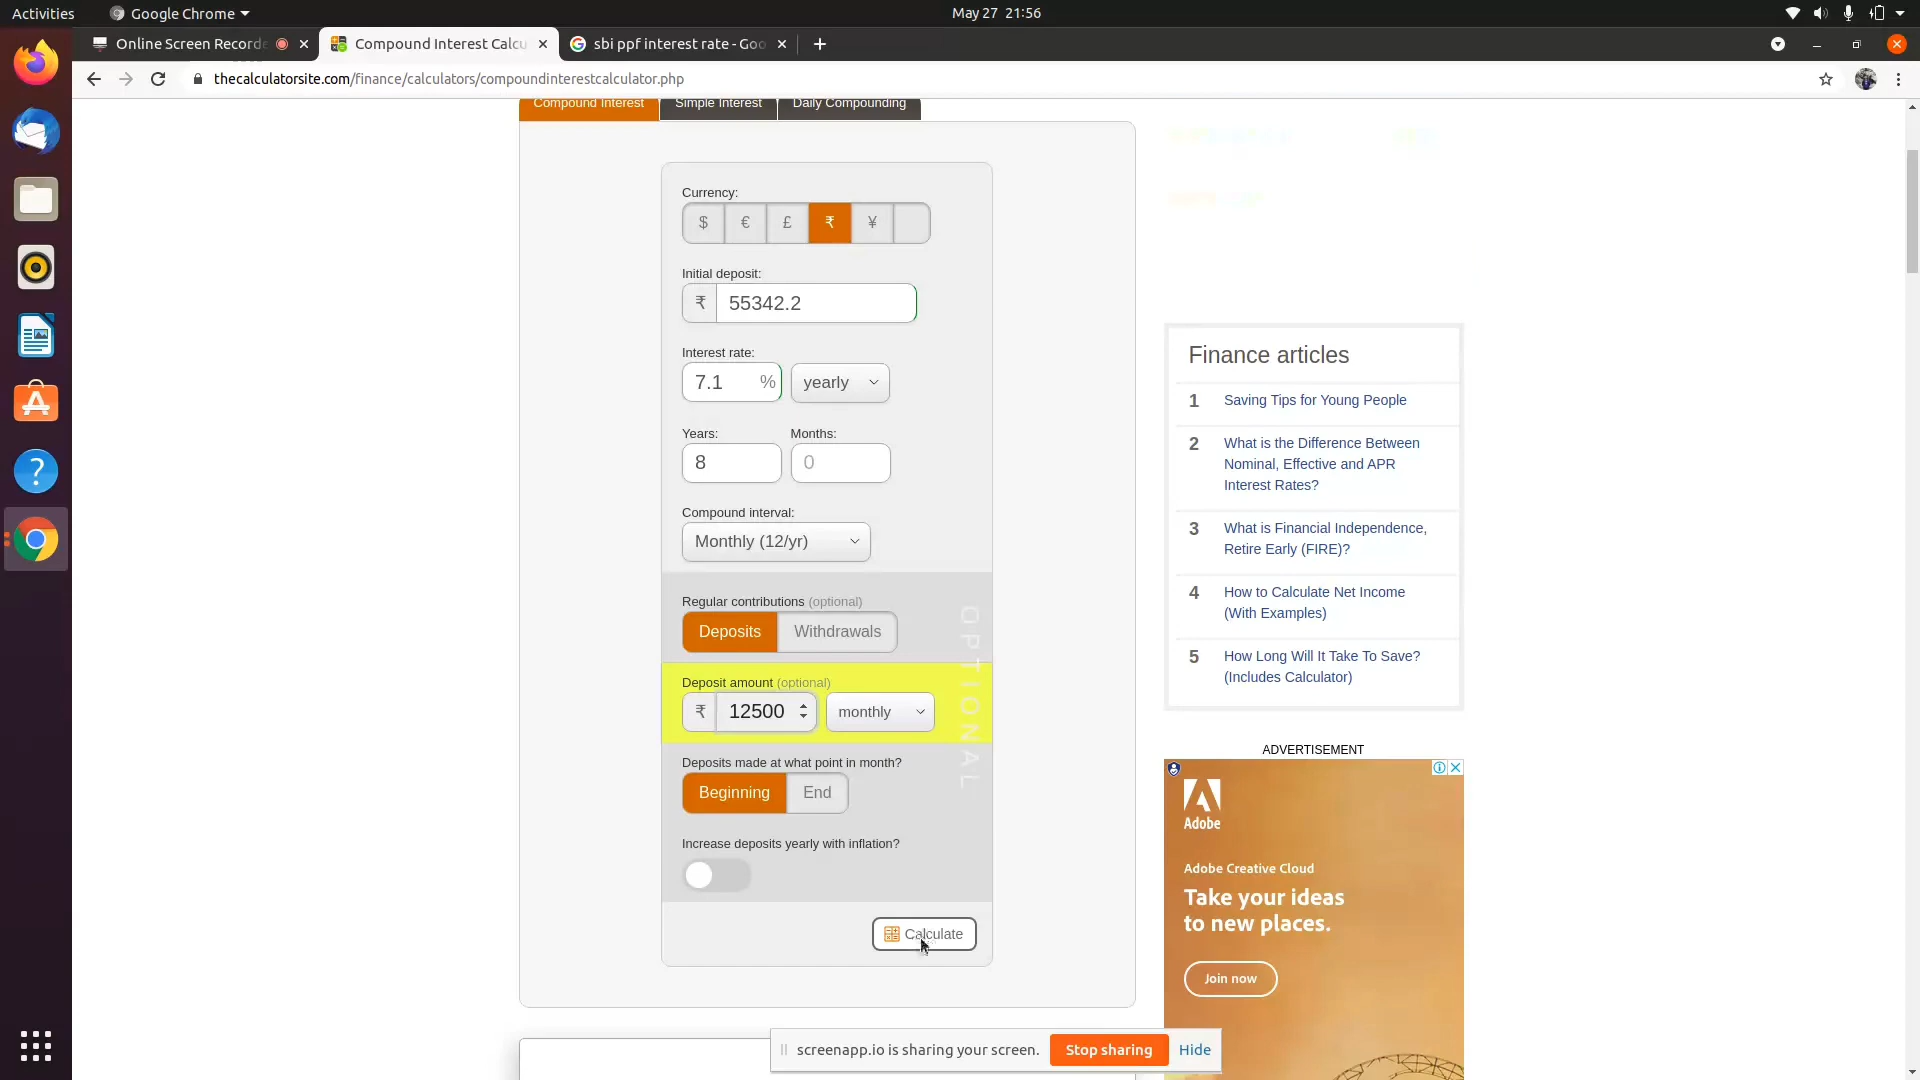 Activities
Google Chrome
May 27 21:56
Online Screen Recorde
Compound Interest Calcu
sbi ppf interest rate - Goo
thecalculatorsite.com/finance/calculators/compoundinterestcalculator.php
Compound Interest
Simple Interest
Daily Compounding
Currency:
$ € £ ₹ ¥
Initial deposit:
₹ 55342.2
Interest rate:
7.1 %
yearly
Years:
Months:
8
0
Compound interval:
Monthly (12/yr)
Regular contributions (optional)
Deposits
Withdrawals
OPTIONAL
Deposit amount (optional)
₹ 12500
monthly
Deposits made at what point in month?
Beginning
End
Increase deposits yearly with inflation?
Calculate
Finance articles
1 Saving Tips for Young People
2 What is the Difference Between
Nominal, Effective and APR
Interest Rates?
3 What is Financial Independence,
Retire Early (FIRE)?
4 How to Calculate Net Income
(With Examples)
5 How Long Will It Take To Save?
(Includes Calculator)
ADVERTISEMENT
Adobe
Adobe Creative Cloud
Take your ideas
to new places.
Join now
screenapp.io is sharing your screen.
Stop sharing
Hide